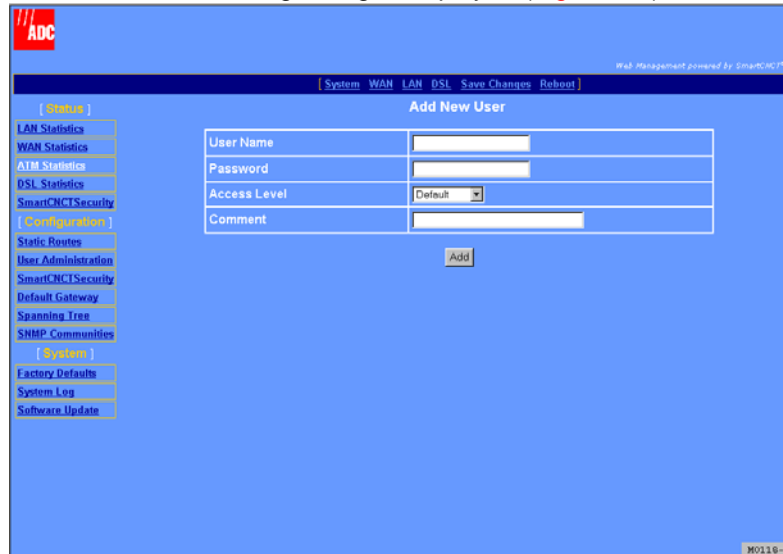 ADC
Web Management powered by SmartCNCT
[ System WAN LAN DSL Save Changes Reboot ]
[ Status ]
LAN Statistics
WAN Statistics
ATM Statistics
DSL Statistics
SmartCNCTSecurity
[ Configuration ]
Static Routes
User Administration
SmartCNCTSecurity
Default Gateway
Spanning Tree
SNMP Communities
[ System ]
Factory Defaults
System Log
Software Update
Add New User
User Name
Password
Access Level Default
Comment
Add